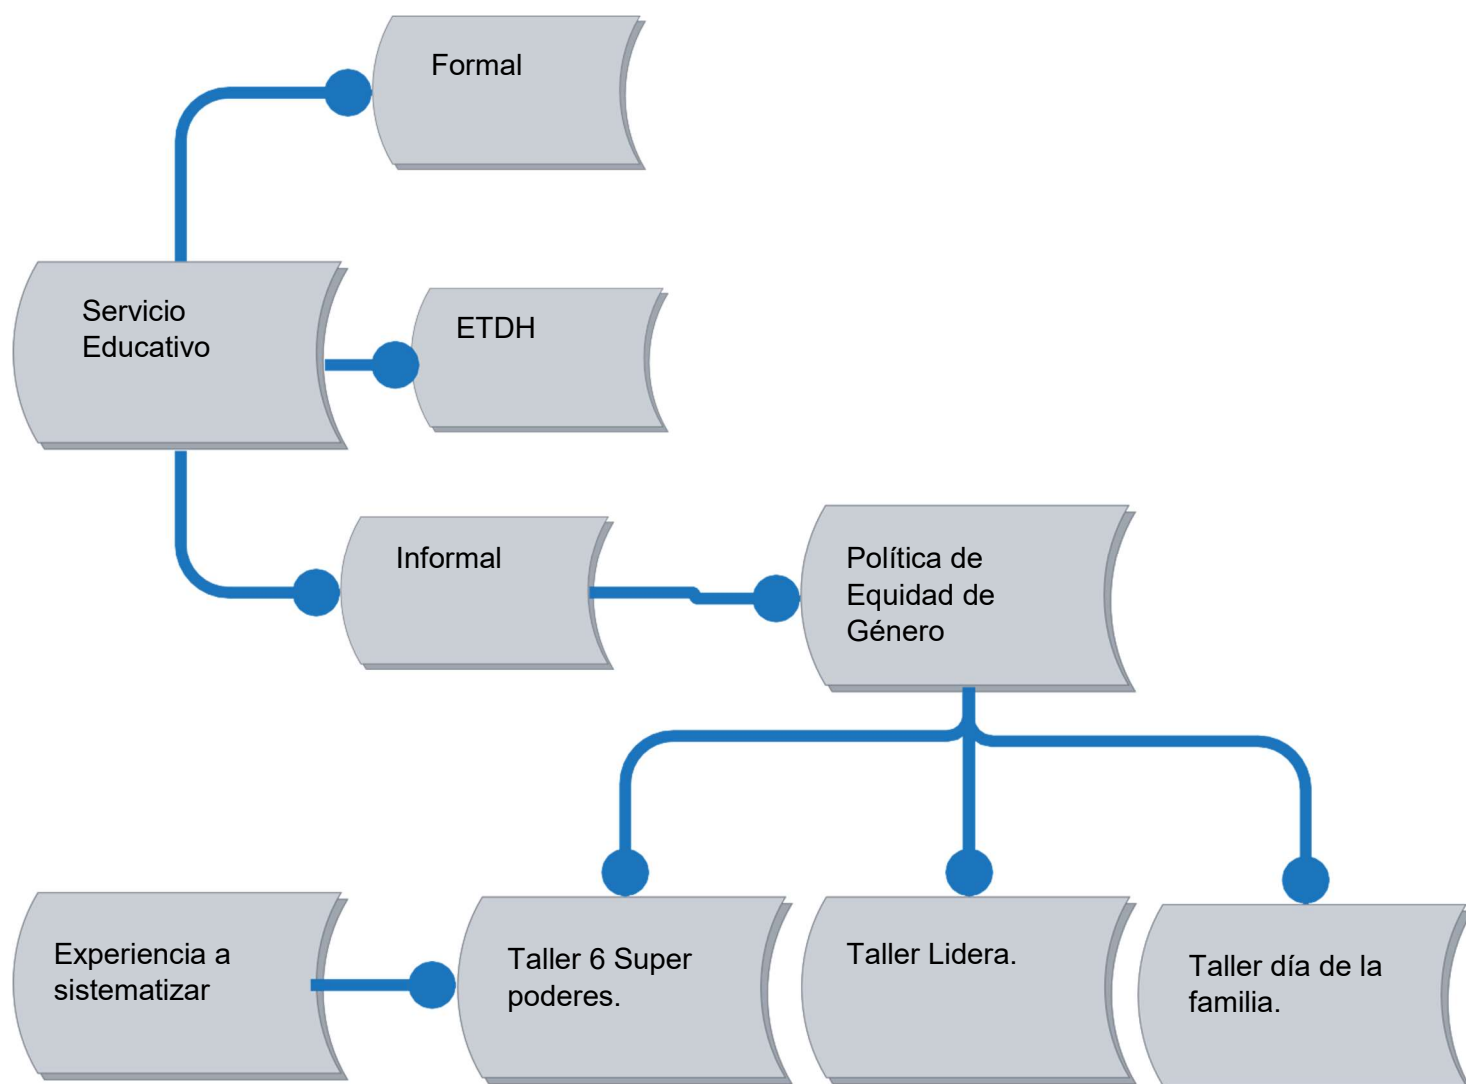 Formal
Servicio
Educativo
ETDH
Informal
Política de
Equidad de
Género
Experiencia a
sistematizar
Taller 6 Super
poderes.
Taller Lidera.
Taller día de la
familia.